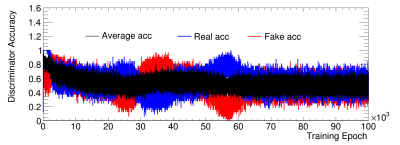 1.6
1.4
1.2
1
0.8
0.6
0.4
0.2
0
Discriminator Accuracy
Average acc Real acc Fake acc
0 10 20 30 40 50 60 70 80 90 100
×10³
Training Epoch